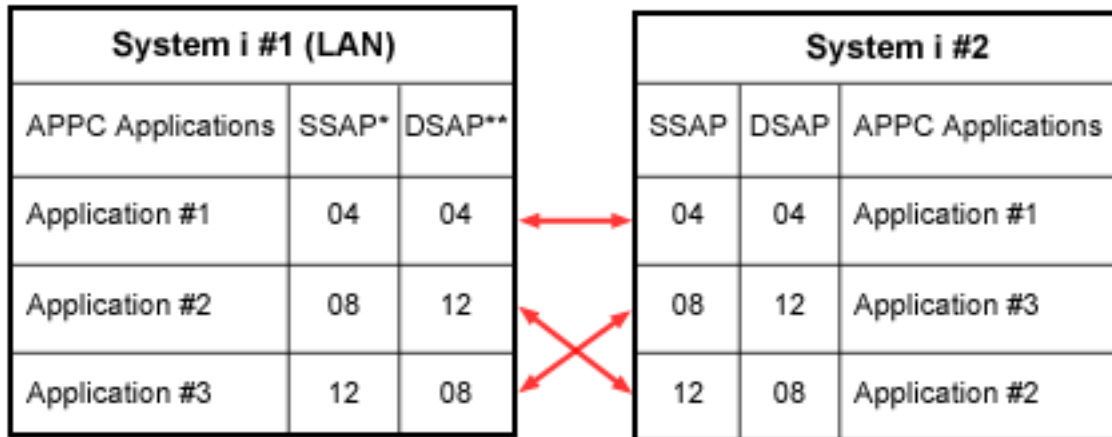 System i #1 (LAN)
APPC Applications SSAP* DSAP**
Application #1 04 04
Application #2 08 12
Application #3 12 08
System i #2
SSAP DSAP APPC Applications
04 04 Application #1
08 12 Application #3
12 08 Application #2